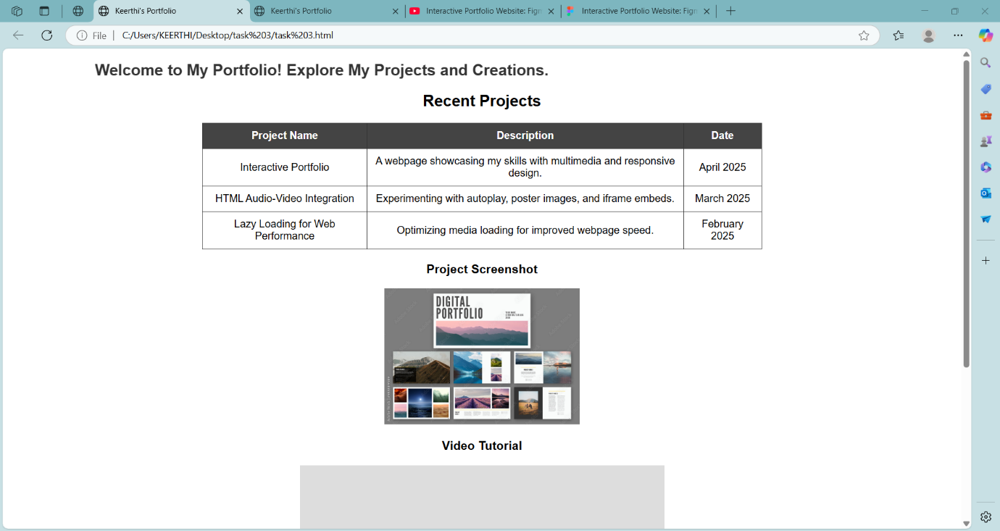 Keerthi's Portfolio
Keerthi's Portfolio
Interactive Portfolio Website: Figm
Interactive Portfolio Website: Figm
File
C:/Users/KEERTHI/Desktop/task%203/task%203.html
Welcome to My Portfolio! Explore My Projects and Creations.
Recent Projects
Project Name Description Date
Interactive Portfolio A webpage showcasing my skills with multimedia and responsive April 2025
design.
HTML Audio-Video Integration Experimenting with autoplay, poster images, and iframe embeds. March 2025
Lazy Loading for Web Optimizing media loading for improved webpage speed. February
Performance 2025
Project Screenshot
DIGITAL
PORTFOLIO
Video Tutorial